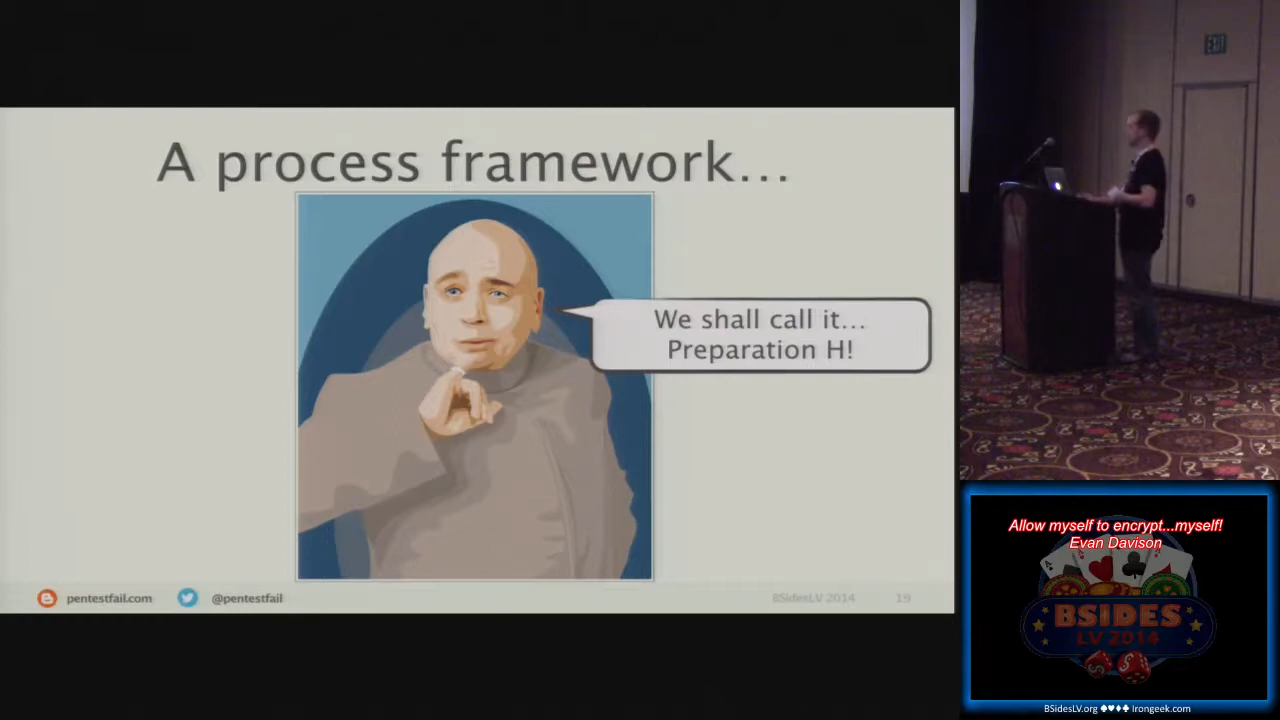 A process framework...
We shall call it...
Preparation H!
pentestfail.com
@pentestfail
BSidesLV 2014
19
EXIT
Allow myself to encrypt...myself!
Evan Davison
BSIDES
LV 2014
BSidesLV.org ♠♥♦♣ Irongeek.com